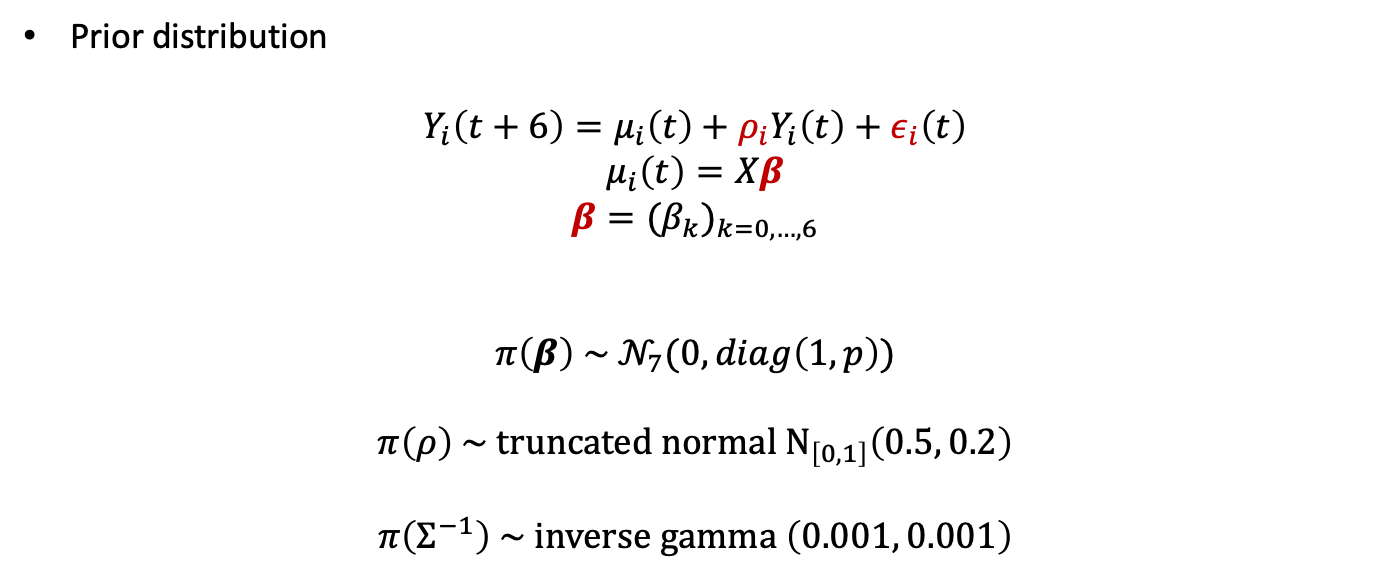 • Prior distribution
Yᵢ(t + 6) = μᵢ(t) + ρᵢYᵢ(t) + ϵᵢ(t)
μᵢ(t) = X𝜷
𝜷 = (βₖ)ₖ₌₀,…,₆
π(𝜷) ~ 𝒩₇(0, diag(1, p))
π(ρ) ~ truncated normal N_[0,1](0.5, 0.2)
π(Σ⁻¹) ~ inverse gamma (0.001, 0.001)